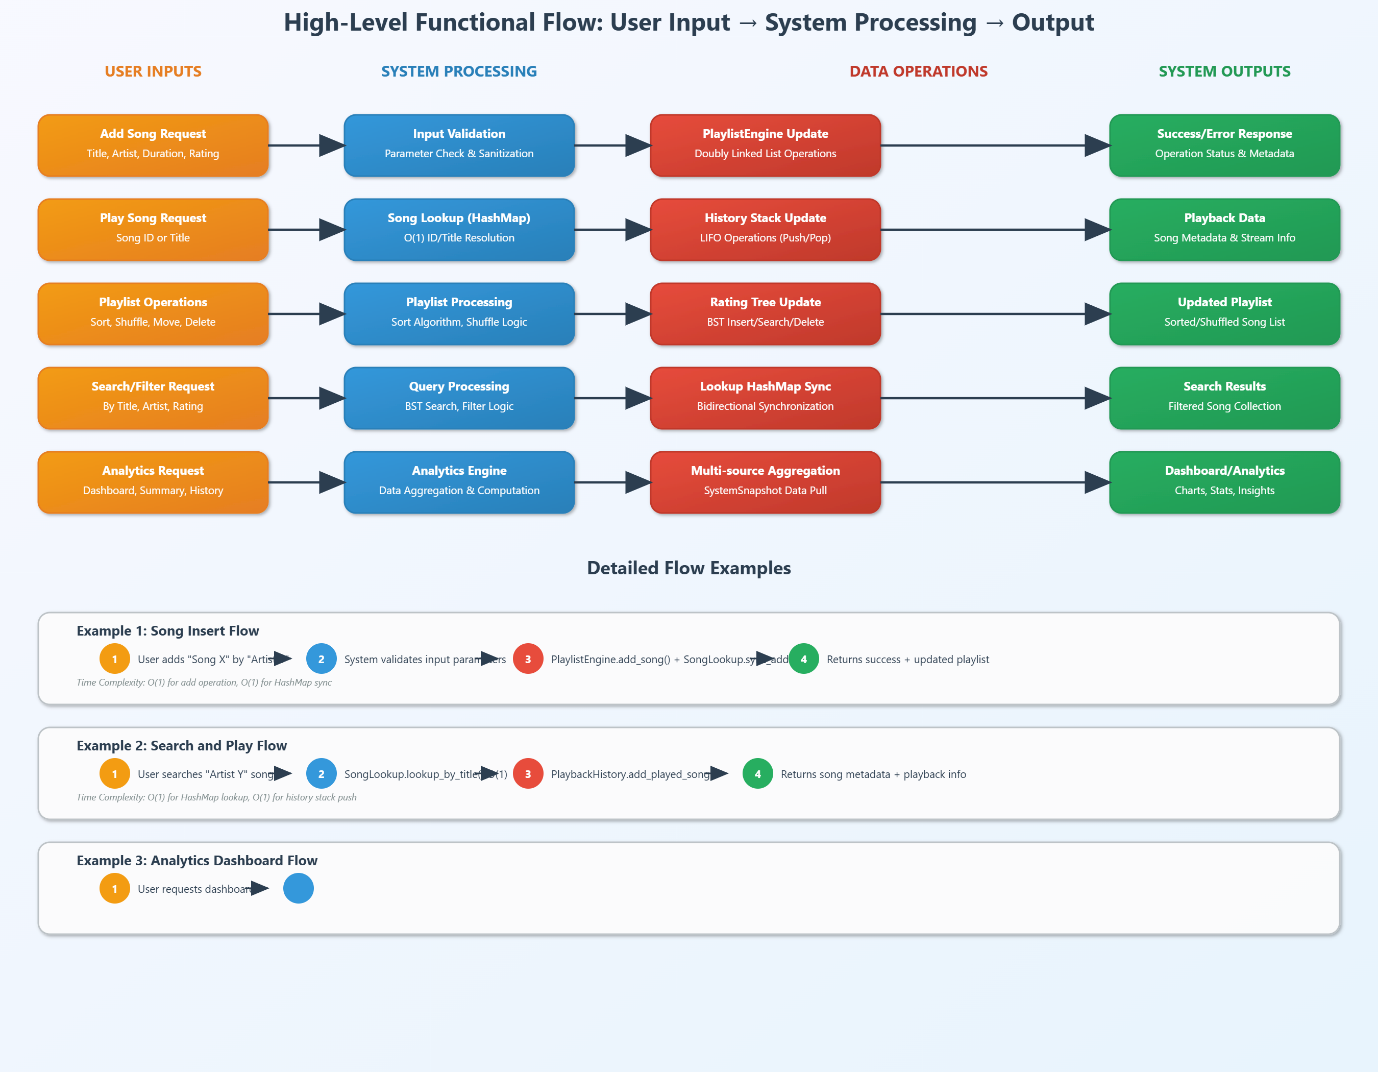 High-Level Functional Flow: User Input → System Processing → Output
USER INPUTS
SYSTEM PROCESSING
DATA OPERATIONS
SYSTEM OUTPUTS
Add Song Request
Title, Artist, Duration, Rating
Input Validation
Parameter Check & Sanitization
PlaylistEngine Update
Doubly Linked List Operations
Success/Error Response
Operation Status & Metadata
Play Song Request
Song ID or Title
Song Lookup (HashMap)
O(1) ID/Title Resolution
History Stack Update
LIFO Operations (Push/Pop)
Playback Data
Song Metadata & Stream Info
Playlist Operations
Sort, Shuffle, Move, Delete
Playlist Processing
Sort Algorithm, Shuffle Logic
Rating Tree Update
BST Insert/Search/Delete
Updated Playlist
Sorted/Shuffled Song List
Search/Filter Request
By Title, Artist, Rating
Query Processing
BST Search, Filter Logic
Lookup HashMap Sync
Bidirectional Synchronization
Search Results
Filtered Song Collection
Analytics Request
Dashboard, Summary, History
Analytics Engine
Data Aggregation & Computation
Multi-source Aggregation
SystemSnapshot Data Pull
Dashboard/Analytics
Charts, Stats, Insights
Detailed Flow Examples
Example 1: Song Insert Flow
1 User adds "Song X" by
2 System validates input parameters
3 PlaylistEngine.add_song() +
4 Returns success + updated playlist
Time Complexity: O(1) for add operation, O(1) for HashMap sync
Example 2: Search and Play Flow
1 User searches "Artist Y" song
2
3 PlaybackHistory.add_played_song
4 Returns song metadata + playback info
Time Complexity: O(1) for HashMap lookup, O(1) for history stack push
Example 3: Analytics Dashboard Flow
1 User requests dashboard